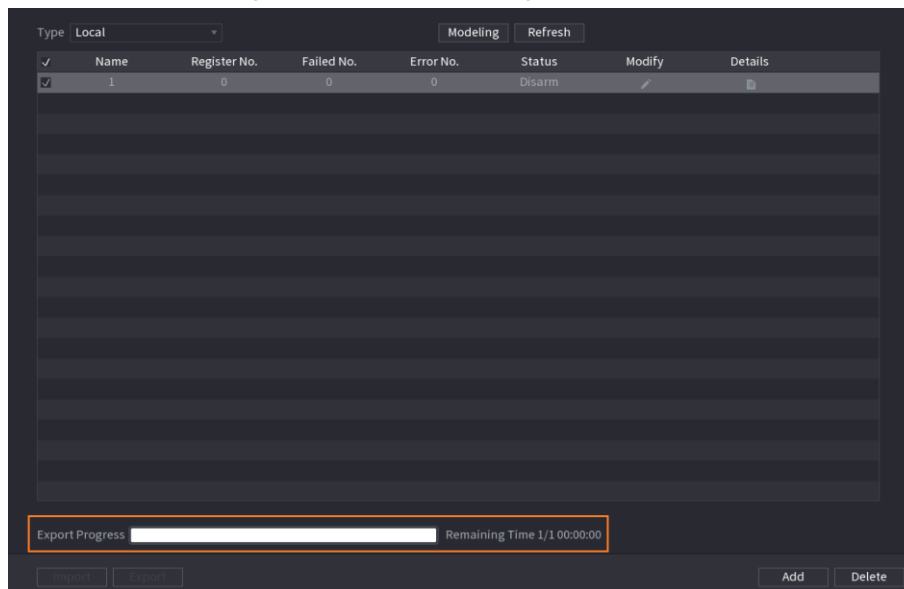 Type Local Modeling Refresh
Name Register No. Failed No. Error No. Status Modify Details
1 0 0 0 Disarm
Export Progress Remaining Time 1/1 00:00:00
Import Export Add Delete